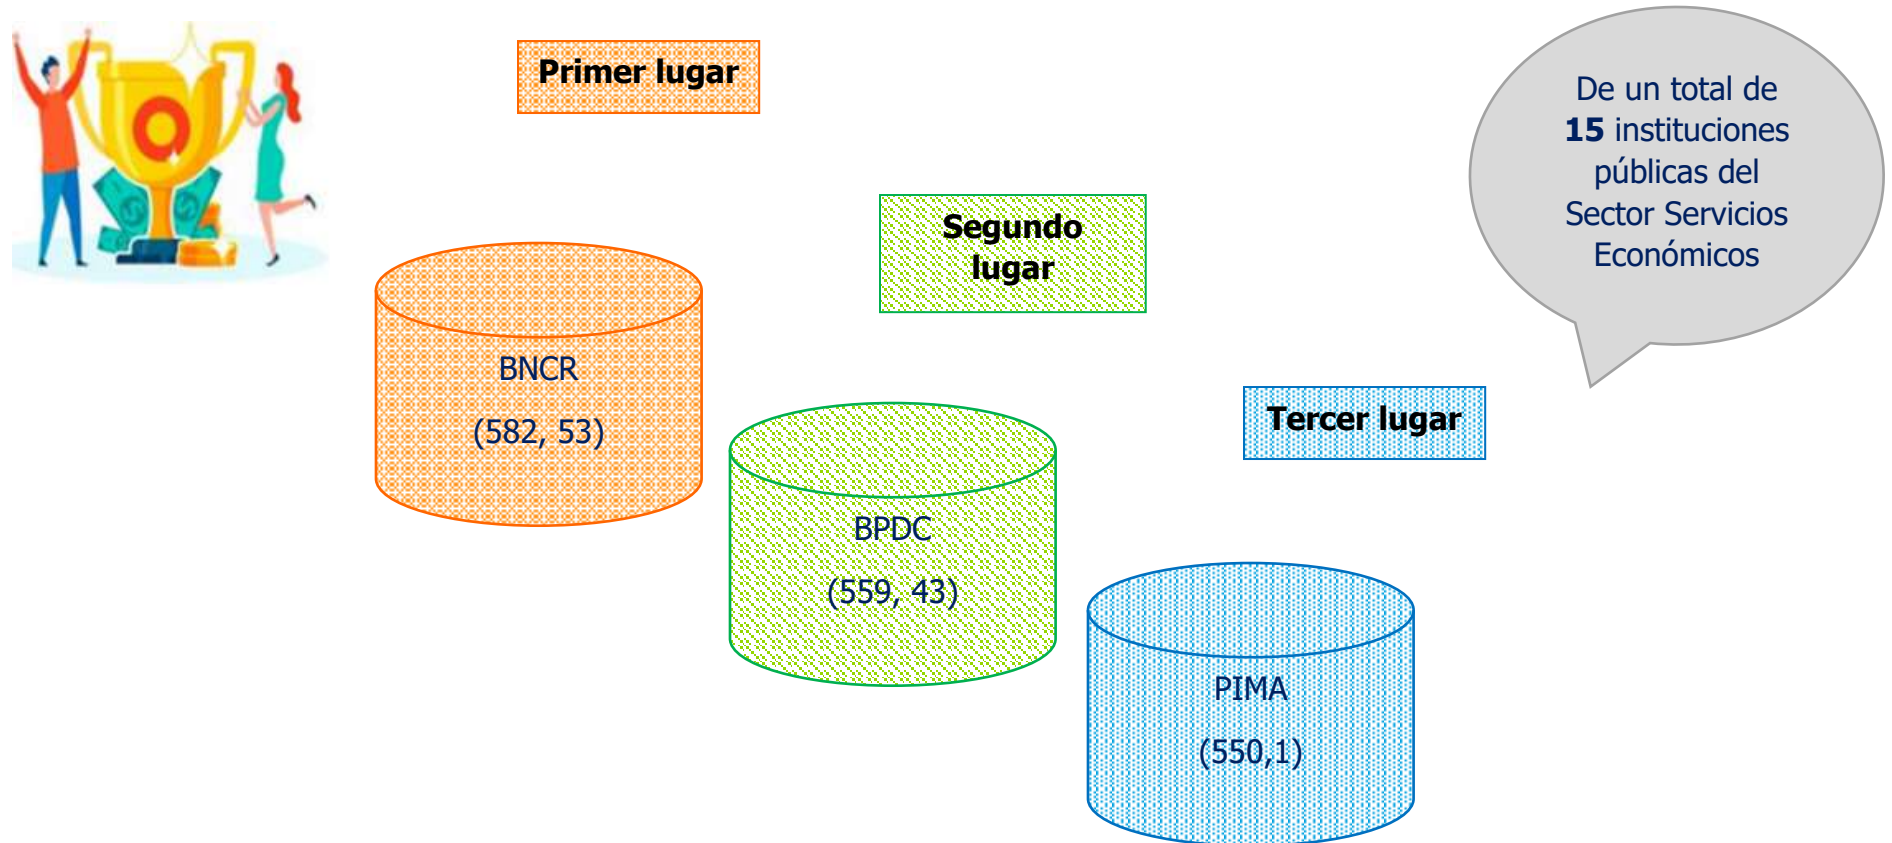 Primer lugar
De un total de
15 instituciones
públicas del
Sector Servicios
Económicos
Segundo
lugar
BNCR
(582, 53)
Tercer lugar
BPDC
(559, 43)
PIMA
(550,1)